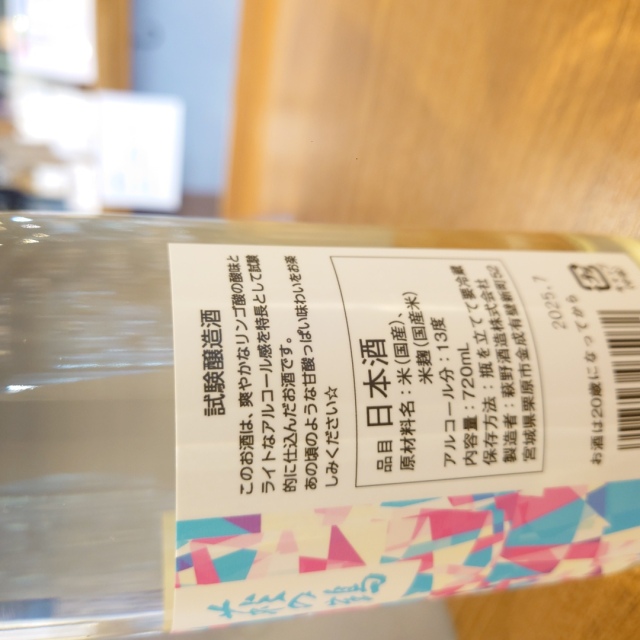 試験醸造酒
このお酒は、爽やかなリンゴ酸の酸味と
ライトなアルコール感を特長として試験
的に仕込んだお酒です。
あの頃のような甘酸っぱい味わいをお楽
しみください☆
品目 日本酒
原材料名：米(国産)、
米麹(国産米)
アルコール分：13度
内容量：720mL
保存方法：瓶を立てて要冷蔵
製造者：萩野酒造株式会社
宮城県栗原市金成有壁新町52
2025.7
お酒は20歳になってから
萩の鶴